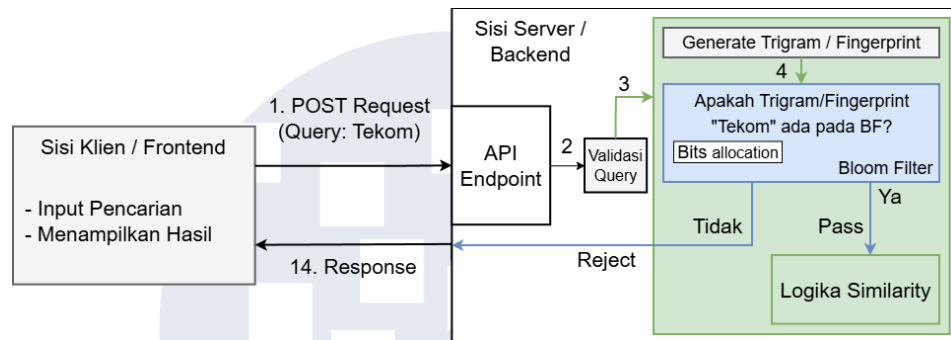 Sisi Klien / Frontend
- Input Pencarian
- Menampilkan Hasil
1. POST Request
(Query: Tekom)
14. Response
Sisi Server /
Backend
API
Endpoint
2
Validasi
Query
3
Generate Trigram / Fingerprint
4
Apakah Trigram/Fingerprint
"Tekom" ada pada BF?
Bits allocation
Bloom Filter
Tidak
Reject
Ya
Pass
Logika Similarity